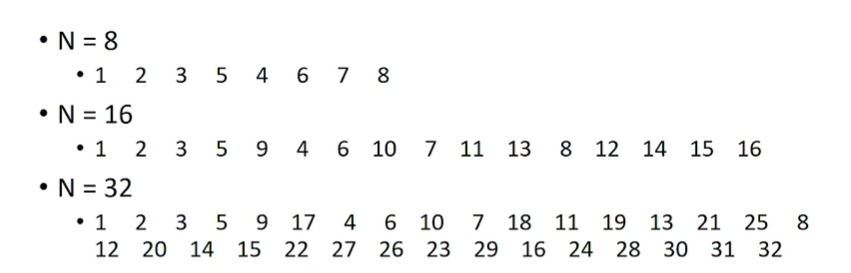 • N = 8
• 1 2 3 5 4 6 7 8
• N = 16
• 1 2 3 5 9 4 6 10 7 11 13 8 12 14 15 16
• N = 32
• 1 2 3 5 9 17 4 6 10 7 18 11 19 13 21 25 8
12 20 14 15 22 27 26 23 29 16 24 28 30 31 32